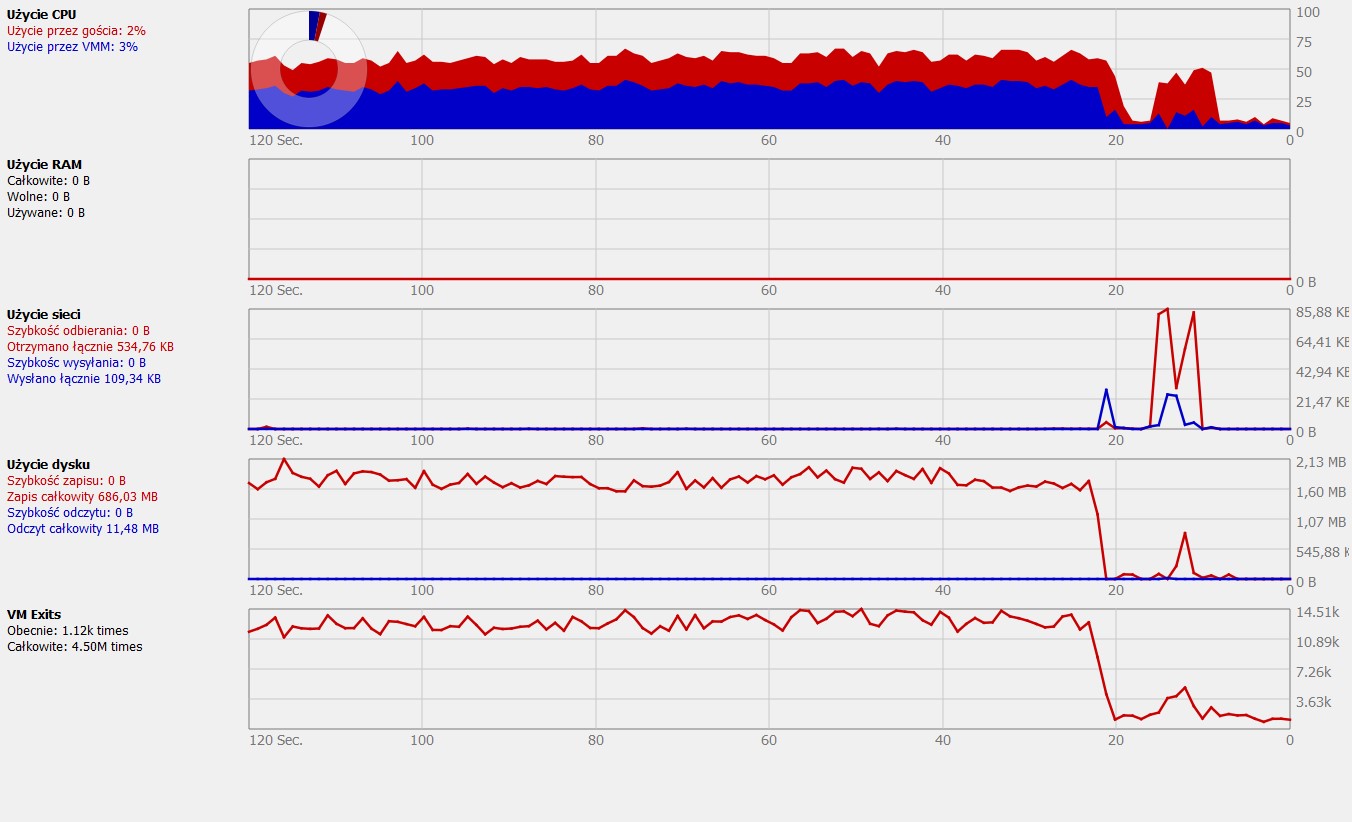 Użycie CPU
Użycie przez gościa: 2%
Użycie przez VMM: 3%
100
75
50
25
0
120 Sec.
100
80
60
40
20
0
Użycie RAM
Całkowite: 0 B
Wolne: 0 B
Używane: 0 B
0 B
120 Sec.
100
80
60
40
20
0
Użycie sieci
Szybkość odbierania: 0 B
Otrzymano łącznie 534,76 KB
Szybkośc wysyłania: 0 B
Wysłano łącznie 109,34 KB
85,88 KB
64,41 KB
42,94 KB
21,47 KB
0 B
120 Sec.
100
80
60
40
20
0
Użycie dysku
Szybkość zapisu: 0 B
Zapis całkowity 686,03 MB
Szybkość odczytu: 0 B
Odczyt całkowity 11,48 MB
2,13 MB
1,60 MB
1,07 MB
545,88 K
0 B
120 Sec.
100
80
60
40
20
0
VM Exits
Obecnie: 1.12k times
Całkowite: 4.50M times
14.51k
10.89k
7.26k
3.63k
120 Sec.
100
80
60
40
20
0